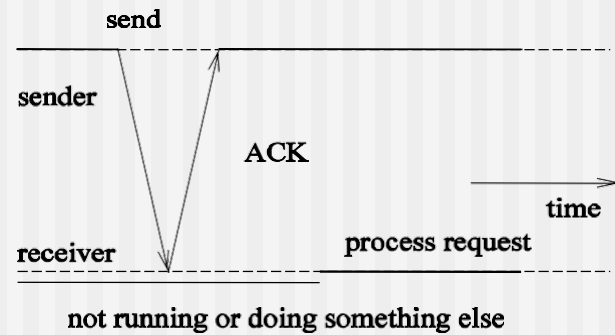 send
sender
ACK
time
receiver
process request
not running or doing something else